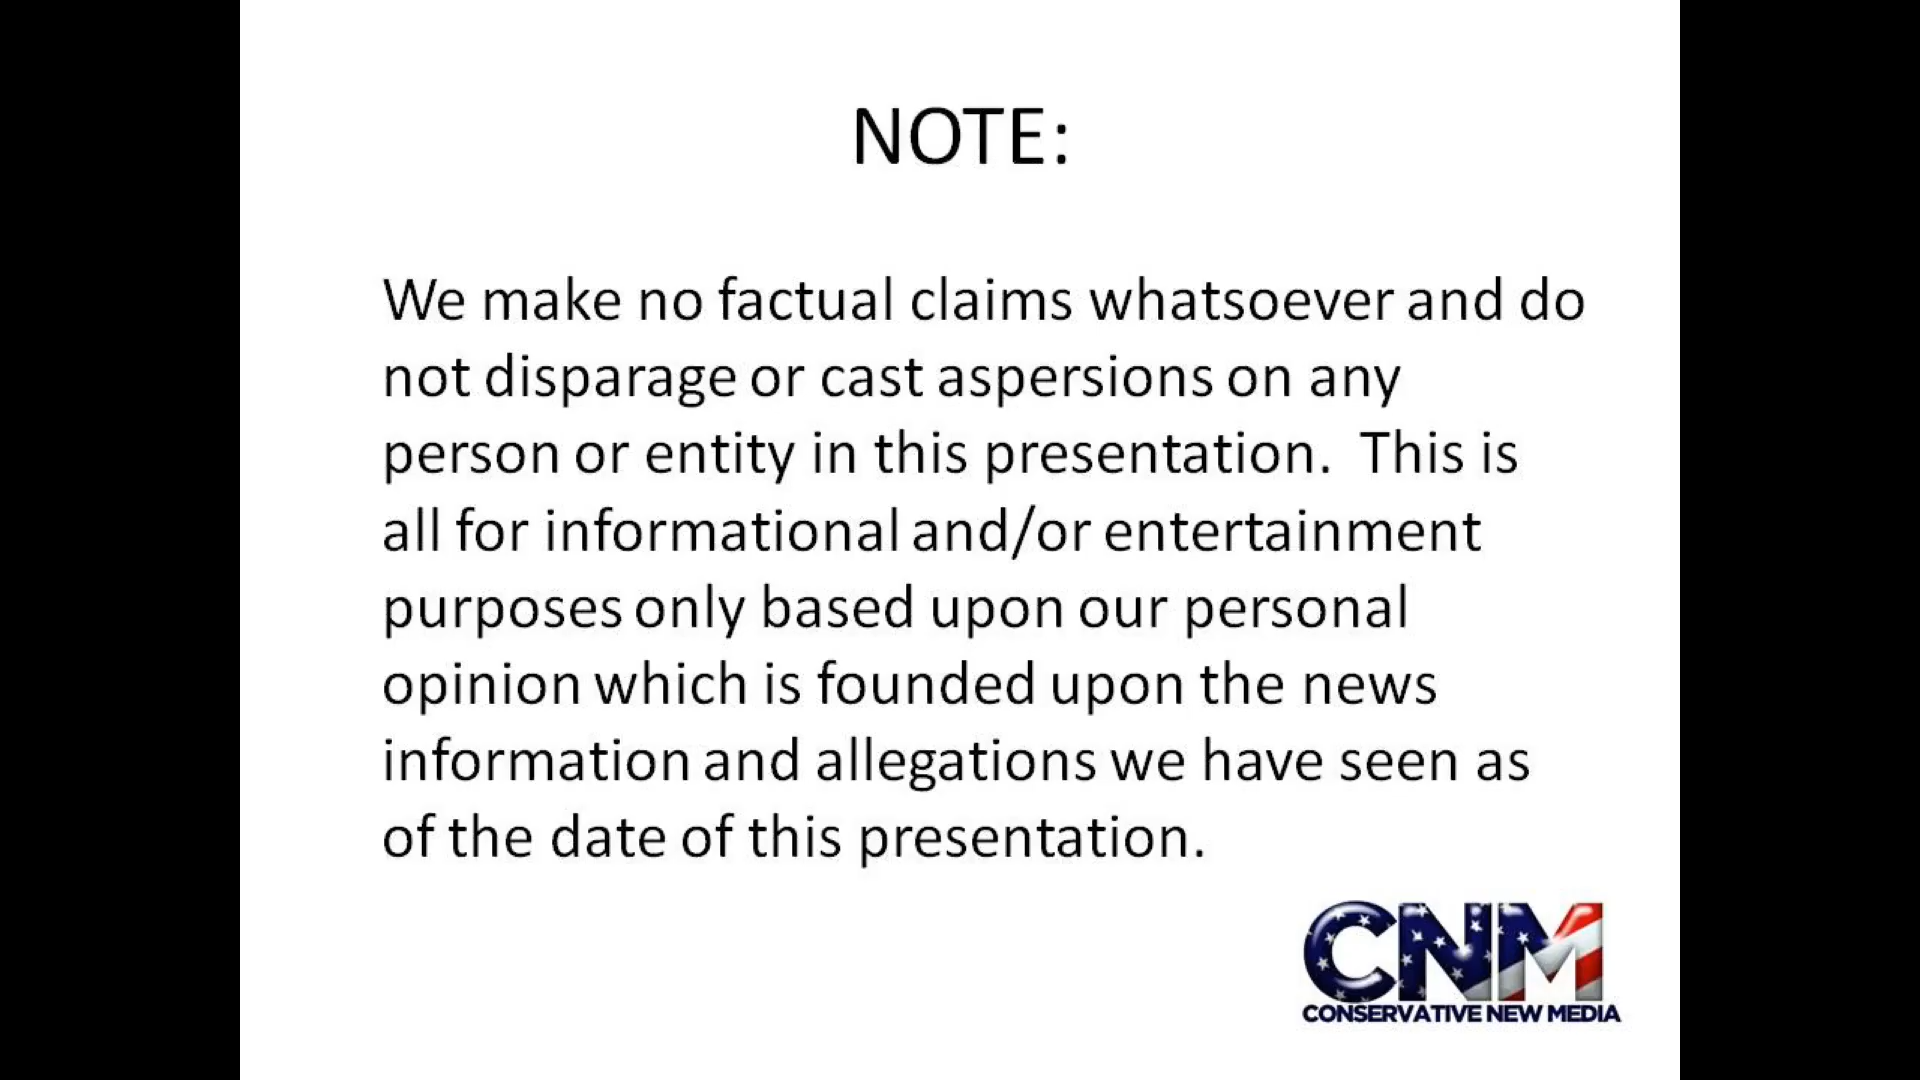 NOTE:
We make no factual claims whatsoever and do
not disparage or cast aspersions on any
person or entity in this presentation.  This is
all for informational and/or entertainment
purposes only based upon our personal
opinion which is founded upon the news
information and allegations we have seen as
of the date of this presentation.
CNM
CONSERVATIVE NEW MEDIA